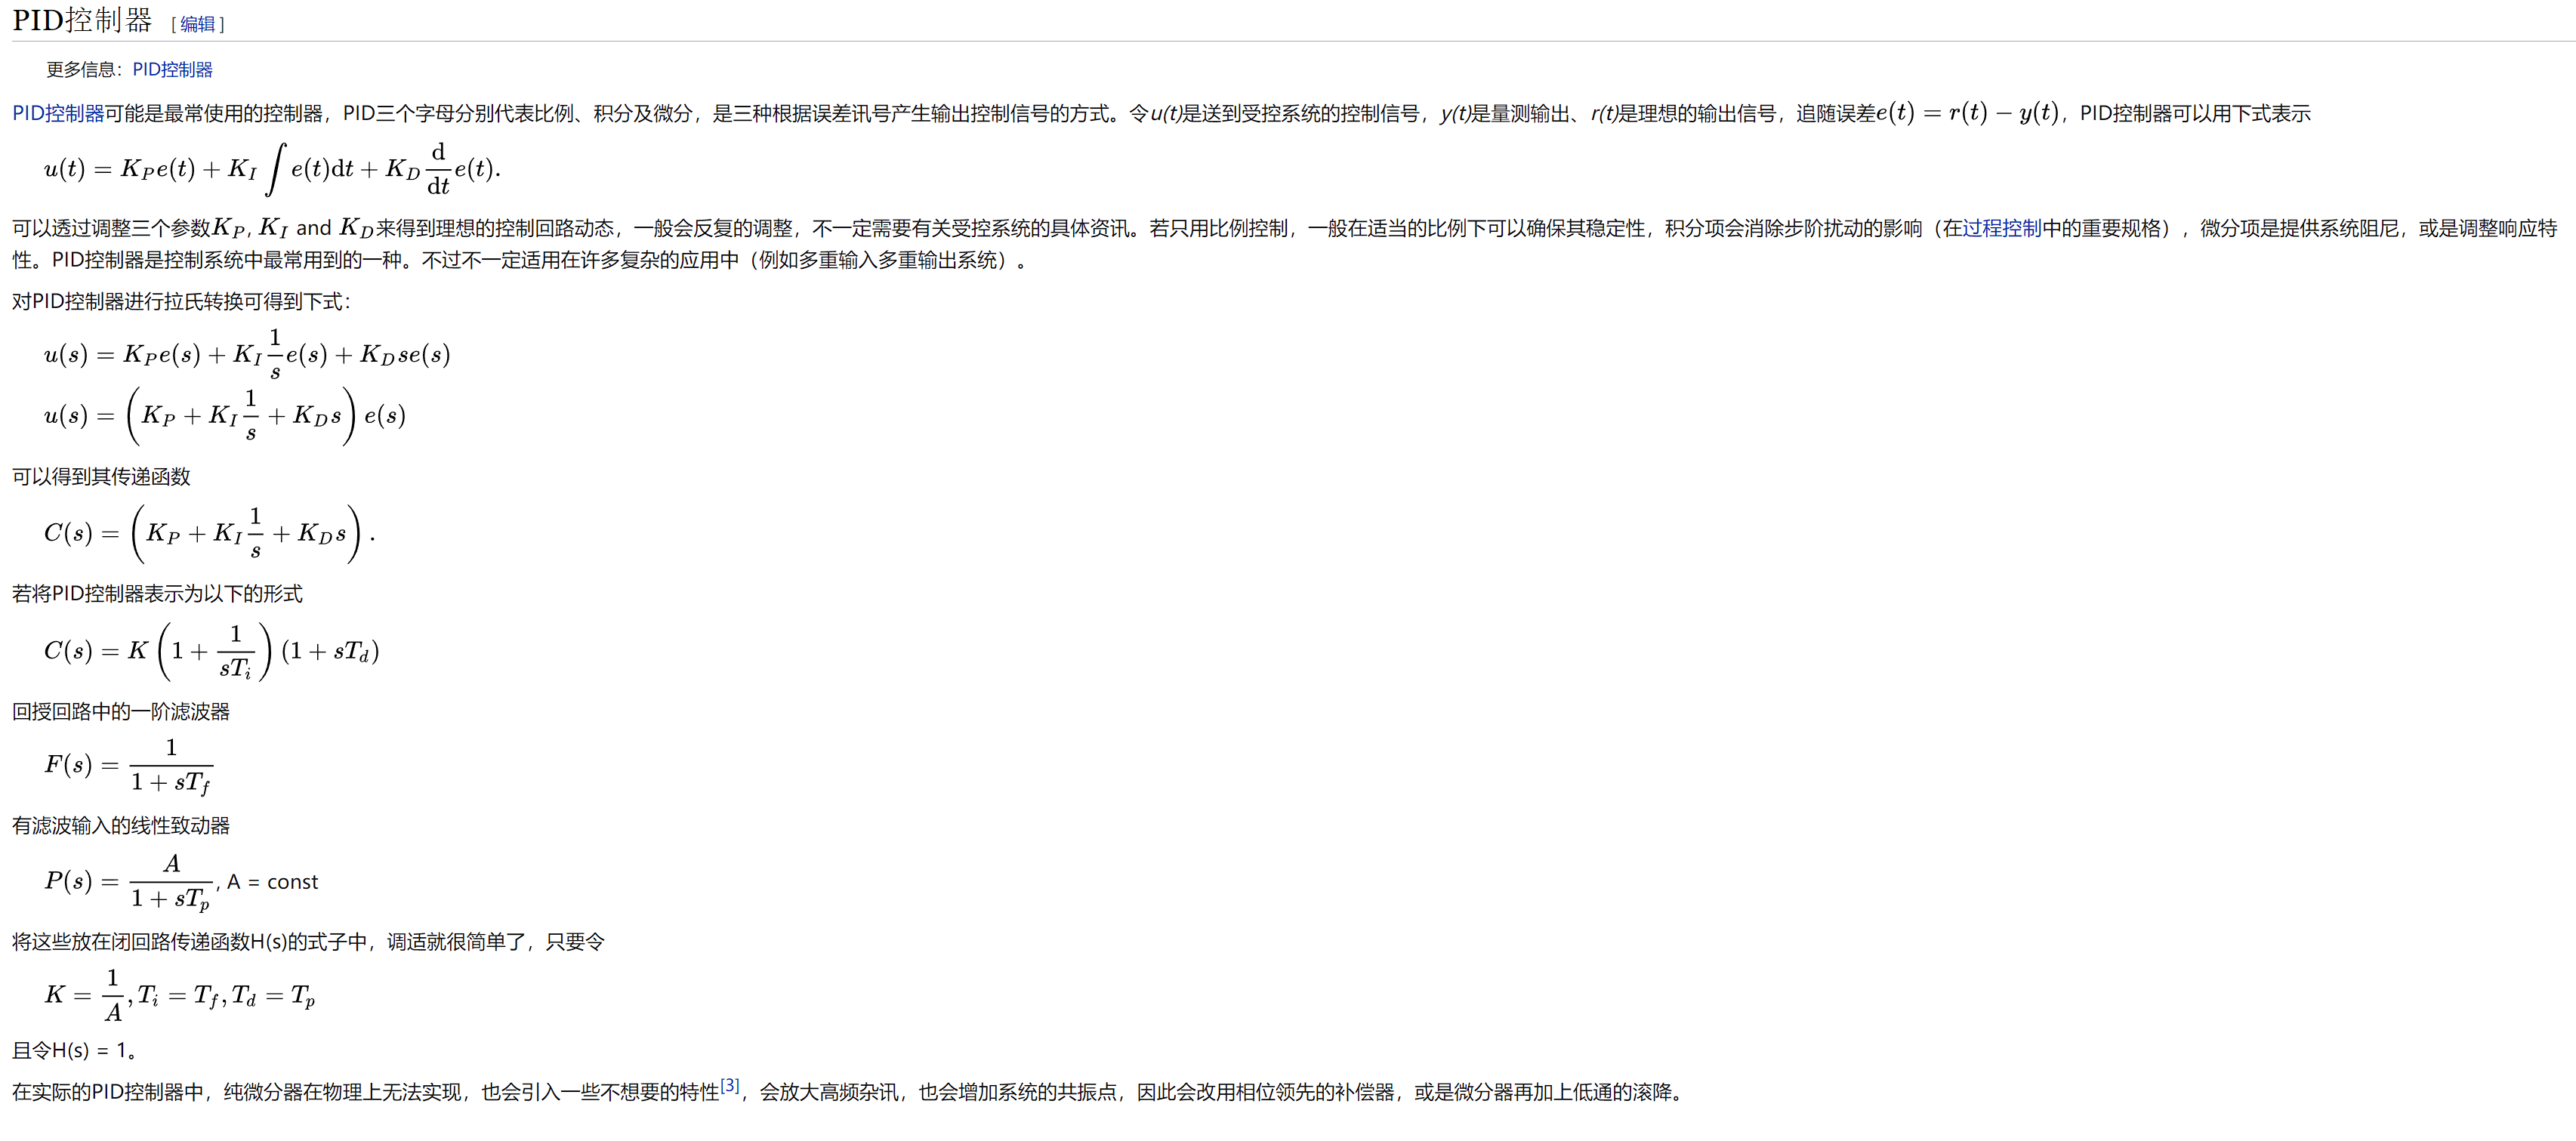 PID控制器 [ 编辑 ]
更多信息：PID控制器
PID控制器可能是最常使用的控制器，PID三个字母分别代表比例、积分及微分，是三种根据误差讯号产生输出控制信号的方式。令u(t)是送到受控系统的控制信号，y(t)是量测输出、r(t)是理想的输出信号，追随误差e(t) = r(t) − y(t)，PID控制器可以用下式表示
u(t) = K_P e(t) + K_I ∫ e(t)dt + K_D \frac{d}{dt} e(t).
可以透过调整三个参数K_P, K_I and K_D来得到理想的控制回路动态，一般会反复的调整，不一定需要有关受控系统的具体资讯。若只用比例控制，一般在适当的比例下可以确保其稳定性，积分项会消除步阶扰动的影响（在过程控制中的重要规格），微分项是提供系统阻尼，或是调整响应特
性。PID控制器是控制系统中最常用到的一种。不过不一定适用在许多复杂的应用中（例如多重输入多重输出系统）。
对PID控制器进行拉氏转换可得到下式：
u(s) = K_P e(s) + K_I \frac{1}{s} e(s) + K_D s e(s)
u(s) = (K_P + K_I \frac{1}{s} + K_D s) e(s)
可以得到其传递函数
C(s) = (K_P + K_I \frac{1}{s} + K_D s).
若将PID控制器表示为以下的形式
C(s) = K (1 + \frac{1}{sT_i}) (1 + sT_d)
回授回路中的一阶滤波器
F(s) = \frac{1}{1 + sT_f}
有滤波输入的线性致动器
P(s) = \frac{A}{1 + sT_p}, A = const
将这些放在闭回路传递函数H(s)的式子中，调适就很简单了，只要令
K = \frac{1}{A}, T_i = T_f, T_d = T_p
且令H(s) = 1。
在实际的PID控制器中，纯微分器在物理上无法实现，也会引入一些不想要的特性[3]，会放大高频杂讯，也会增加系统的共振点，因此会改用相位领先的补偿器，或是微分器再加上低通的滚降。